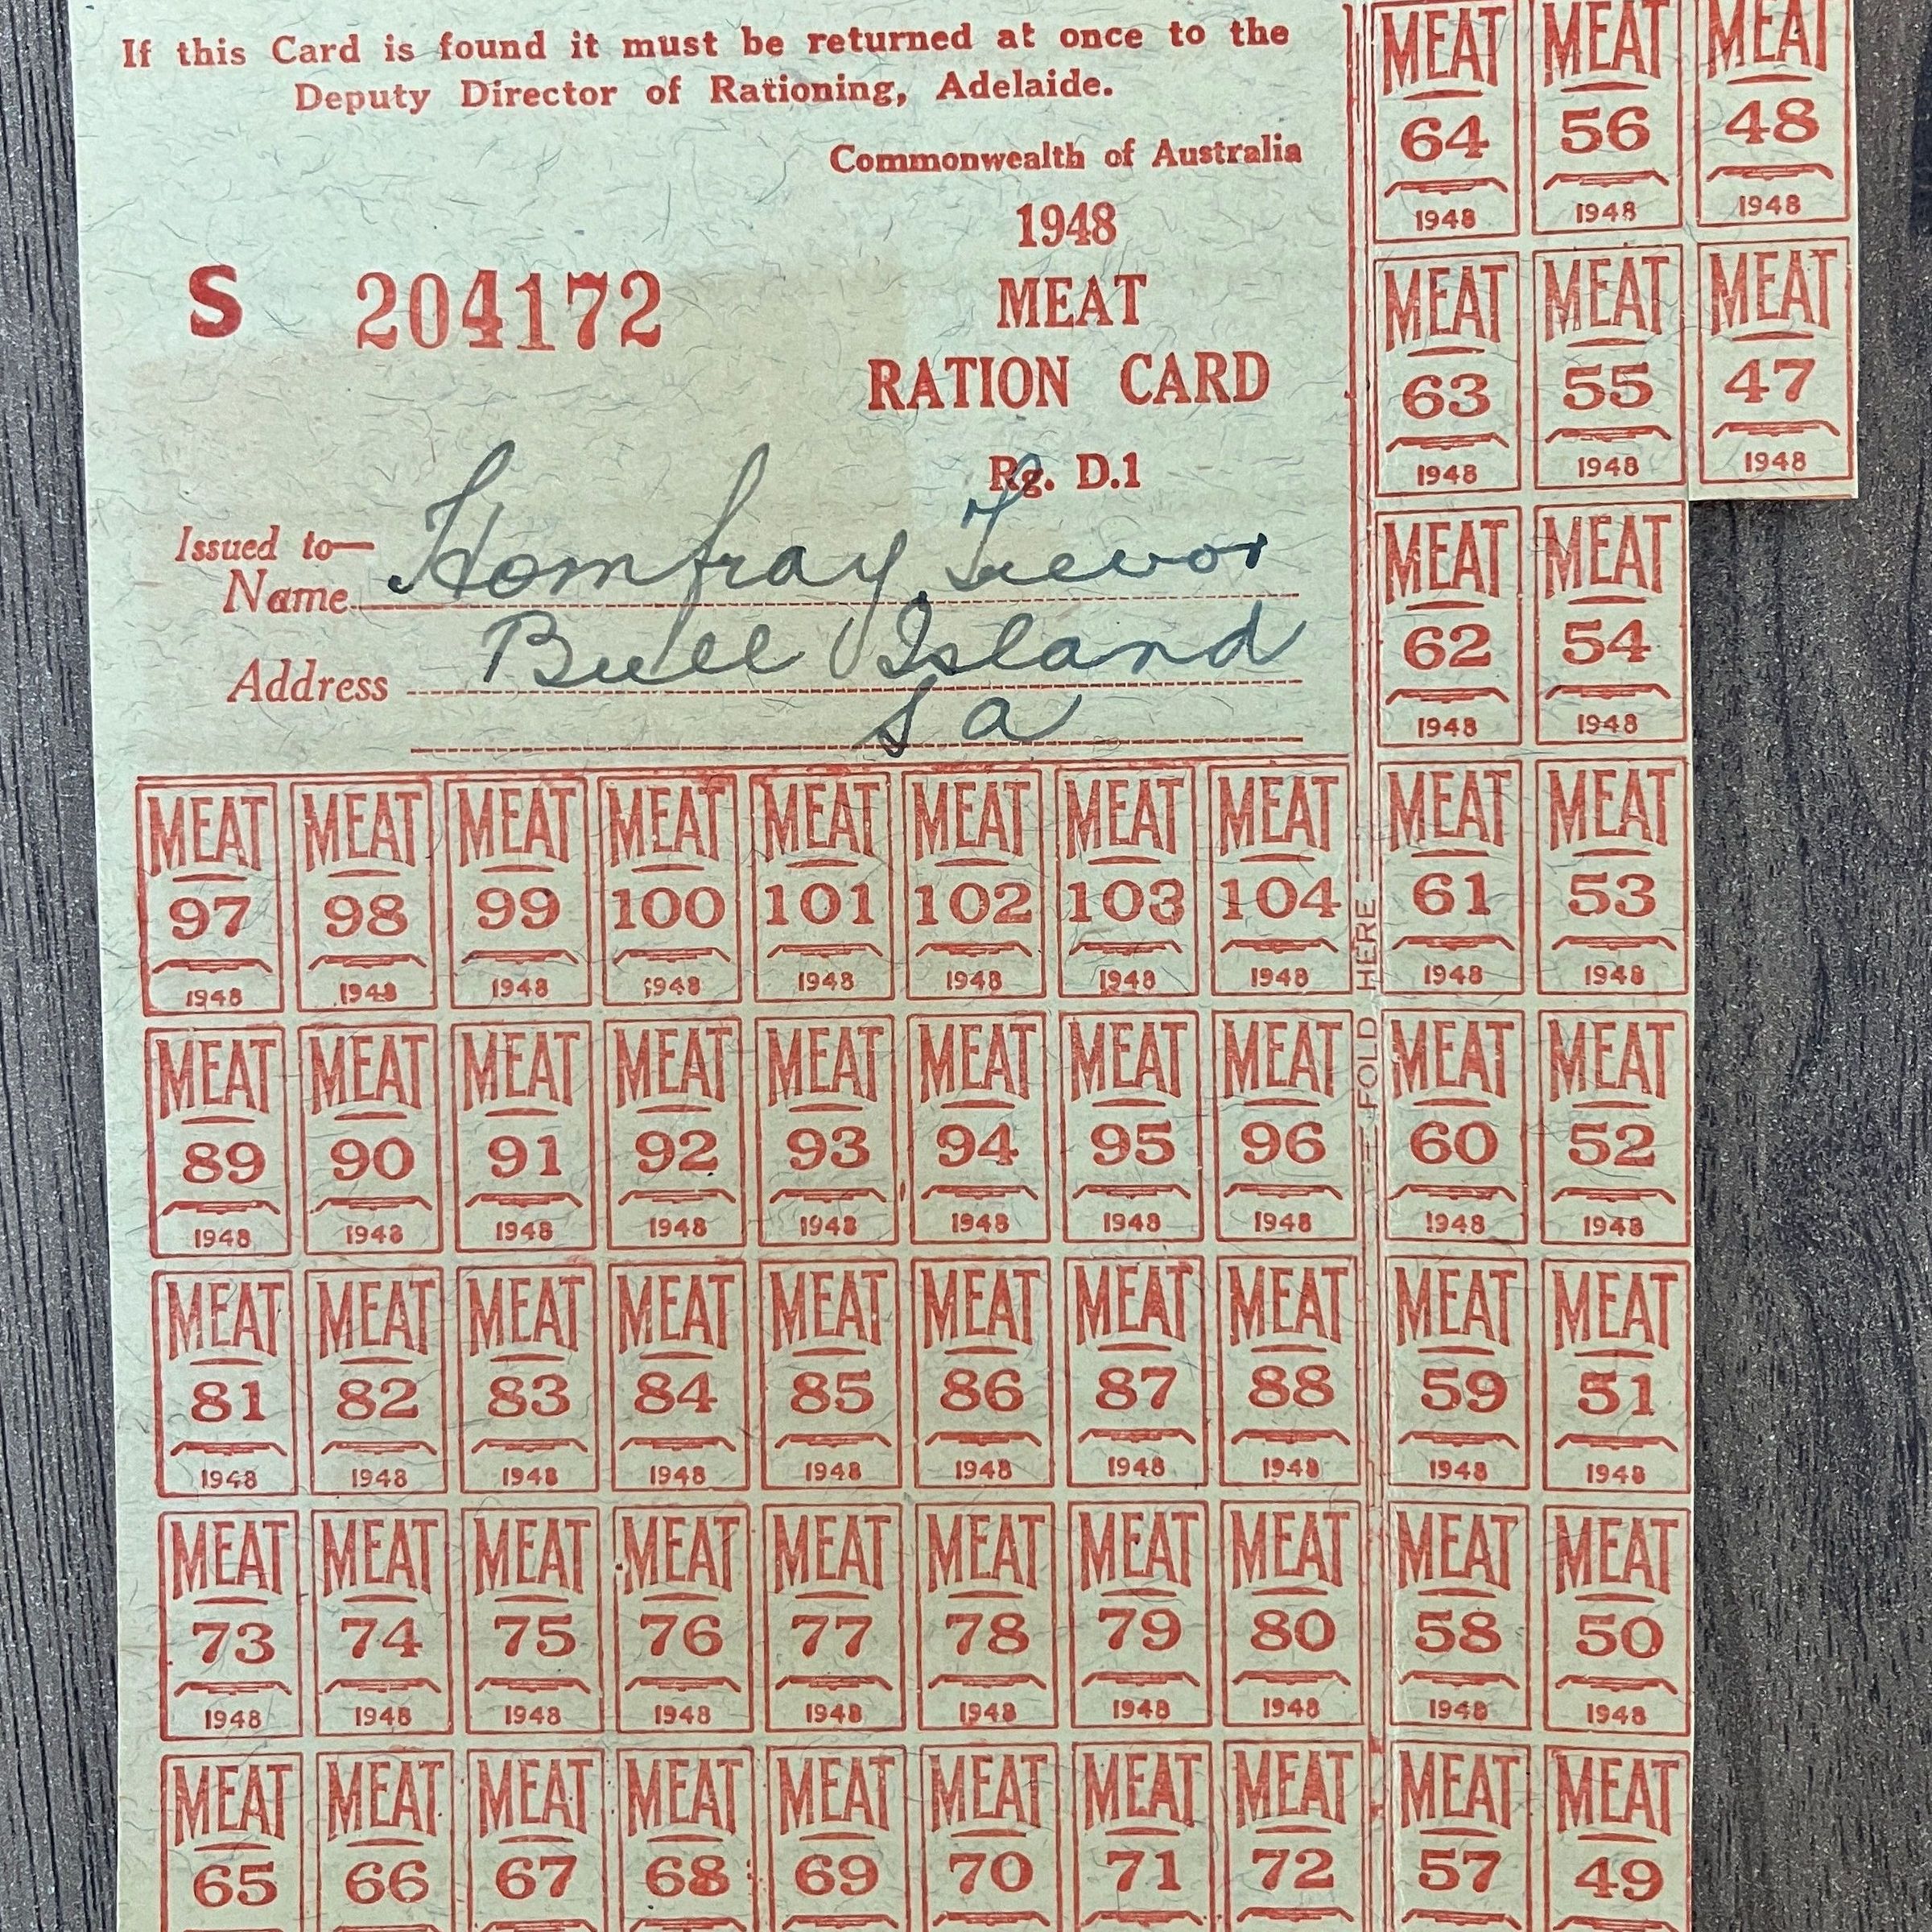 If this Card is found it must be returned at once to the
Deputy Director of Rationing, Adelaide.
Commonwealth of Australia
1948
S 204172
MEAT
RATION CARD
Rg. D.1
Issued to—
Name Homfray, Trevor
Address Bull Island
S a
MEAT MEAT MEAT
64 56 48
1948 1948 1948
MEAT MEAT MEAT
63 55 47
1948 1948 1948
MEAT MEAT
62 54
1948 1948
MEAT MEAT
61 53
1948 1948
MEAT MEAT
60 52
1948 1948
MEAT MEAT
59 51
1948 1948
MEAT MEAT
58 50
1948 1948
MEAT MEAT
57 49
FOLD HERE
MEAT MEAT MEAT MEAT MEAT MEAT MEAT MEAT
97 98 99 100 101 102 103 104
1948 1948 1948 1948 1948 1948 1948 1948
MEAT MEAT MEAT MEAT MEAT MEAT MEAT MEAT
89 90 91 92 93 94 95 96
1948 1948 1948 1948 1948 1948 1948 1948
MEAT MEAT MEAT MEAT MEAT MEAT MEAT MEAT
81 82 83 84 85 86 87 88
1948 1948 1948 1948 1948 1948 1948 1948
MEAT MEAT MEAT MEAT MEAT MEAT MEAT MEAT
73 74 75 76 77 78 79 80
1948 1948 1948 1948 1948 1948 1948 1948
MEAT MEAT MEAT MEAT MEAT MEAT MEAT MEAT
65 66 67 68 69 70 71 72